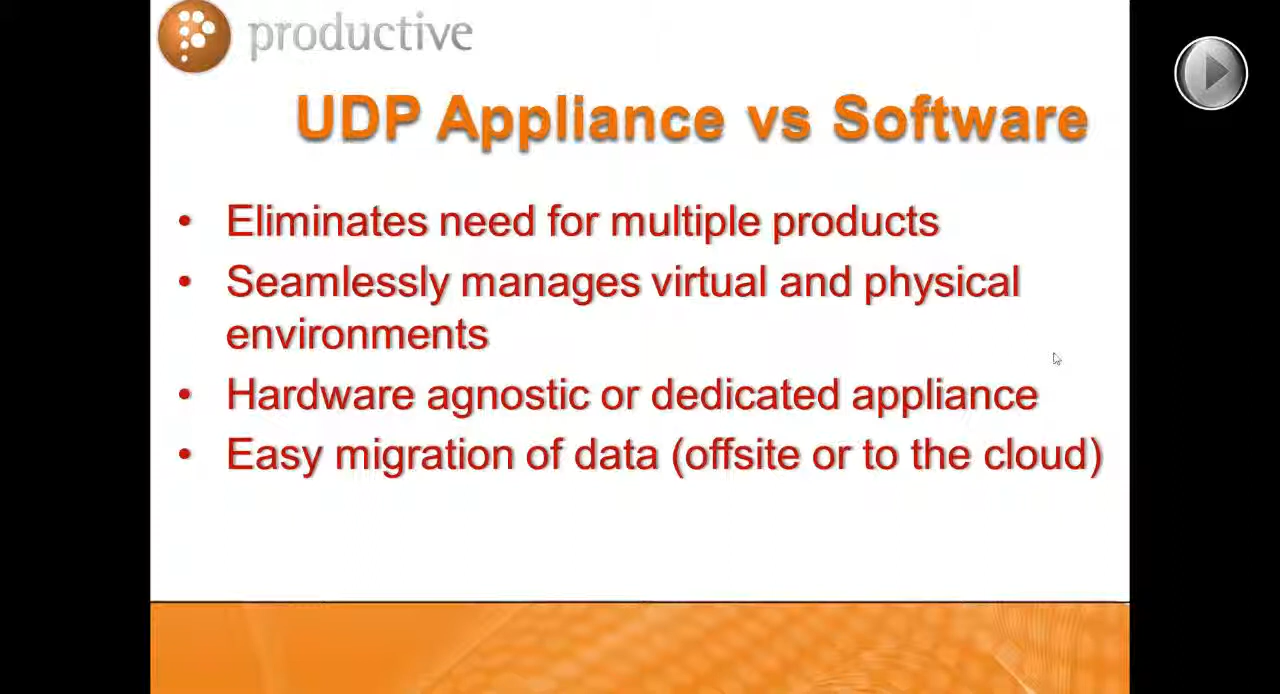 productive
UDP Appliance vs Software
• Eliminates need for multiple products
• Seamlessly manages virtual and physical
environments
• Hardware agnostic or dedicated appliance
• Easy migration of data (offsite or to the cloud)